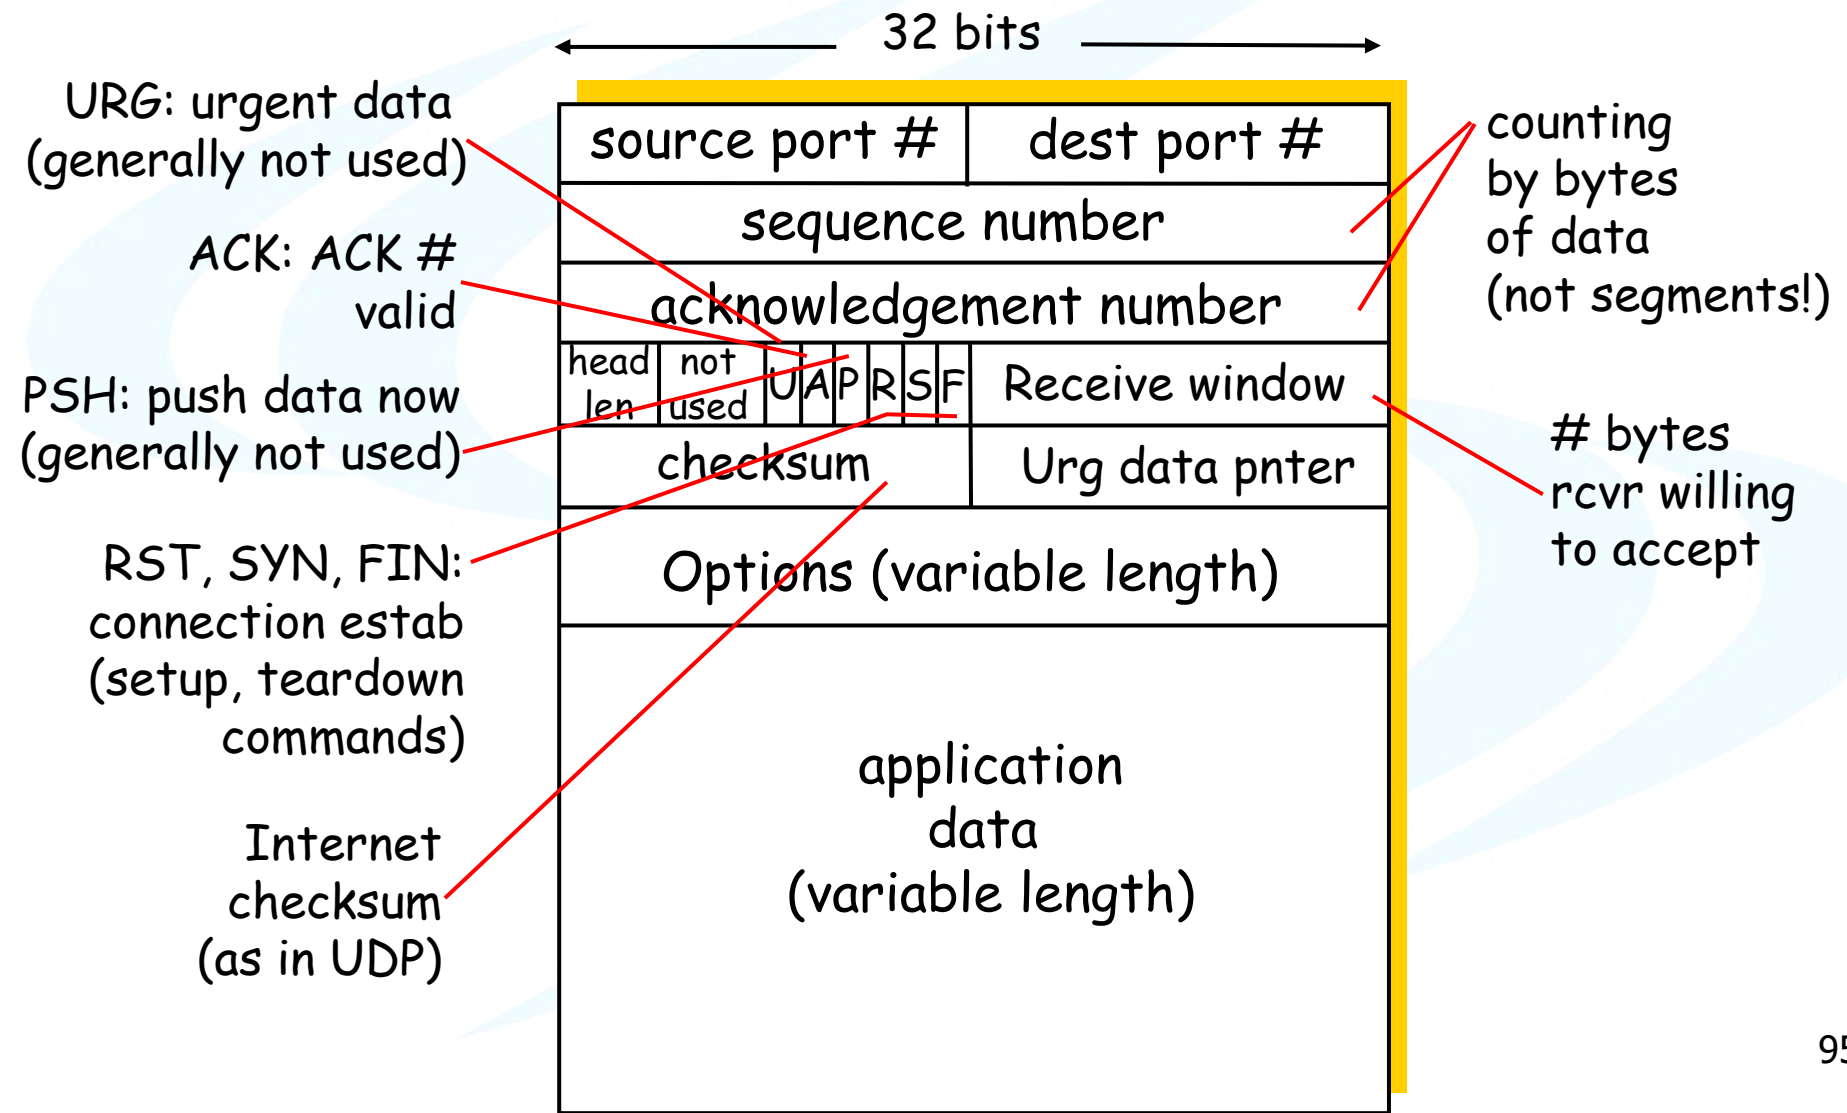 32 bits
URG: urgent data
(generally not used)
ACK: ACK #
valid
PSH: push data now
(generally not used)
RST, SYN, FIN:
connection estab
(setup, teardown
commands)
Internet
checksum
(as in UDP)
source port #
dest port #
sequence number
acknowledgement number
head
len
not
used
U A P R S F
Receive window
checksum
Urg data pnter
Options (variable length)
application
data
(variable length)
counting
by bytes
of data
(not segments!)
# bytes
rcvr willing
to accept
95